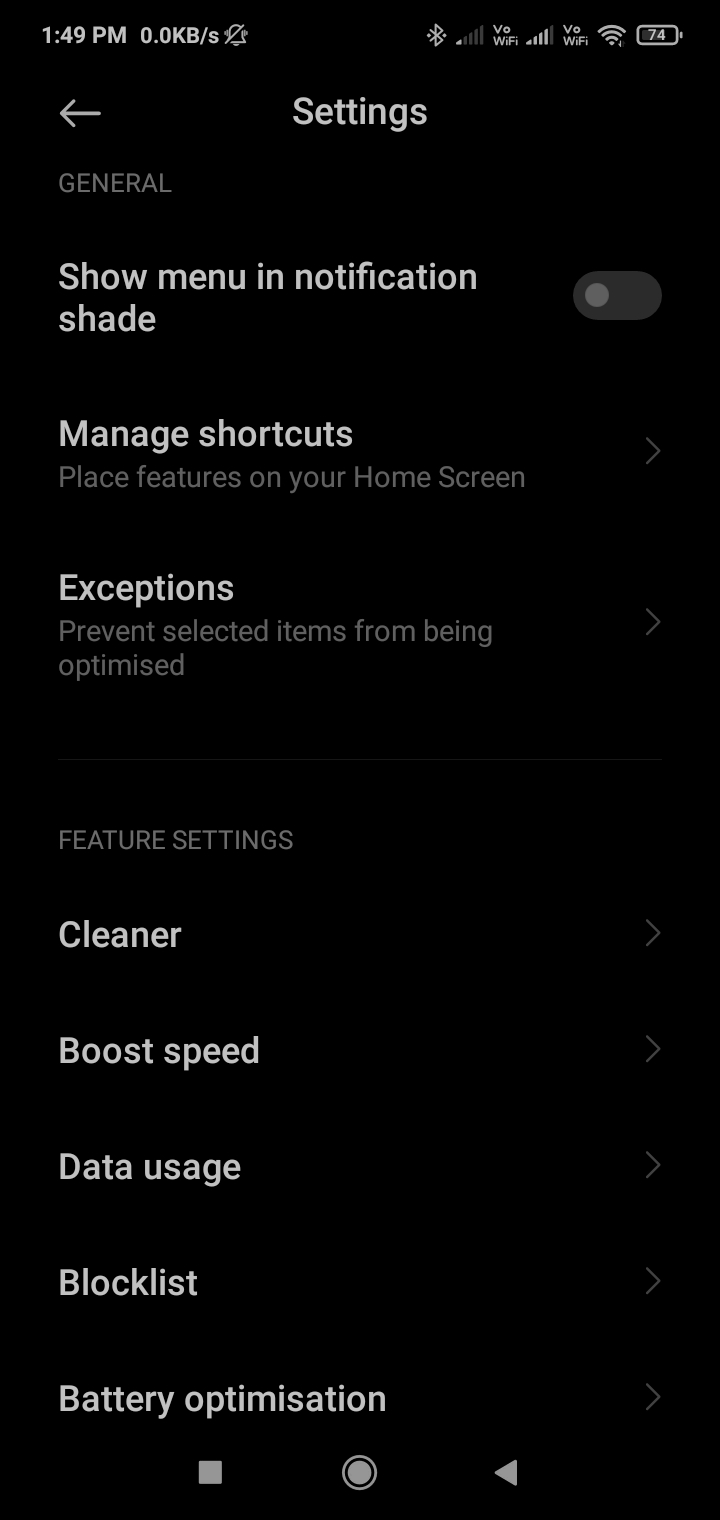 1:49 PM 0.0KB/s Vo WiFi Vo WiFi 74
Settings
GENERAL
Show menu in notification
shade
Manage shortcuts
Place features on your Home Screen
Exceptions
Prevent selected items from being
optimised
FEATURE SETTINGS
Cleaner
Boost speed
Data usage
Blocklist
Battery optimisation